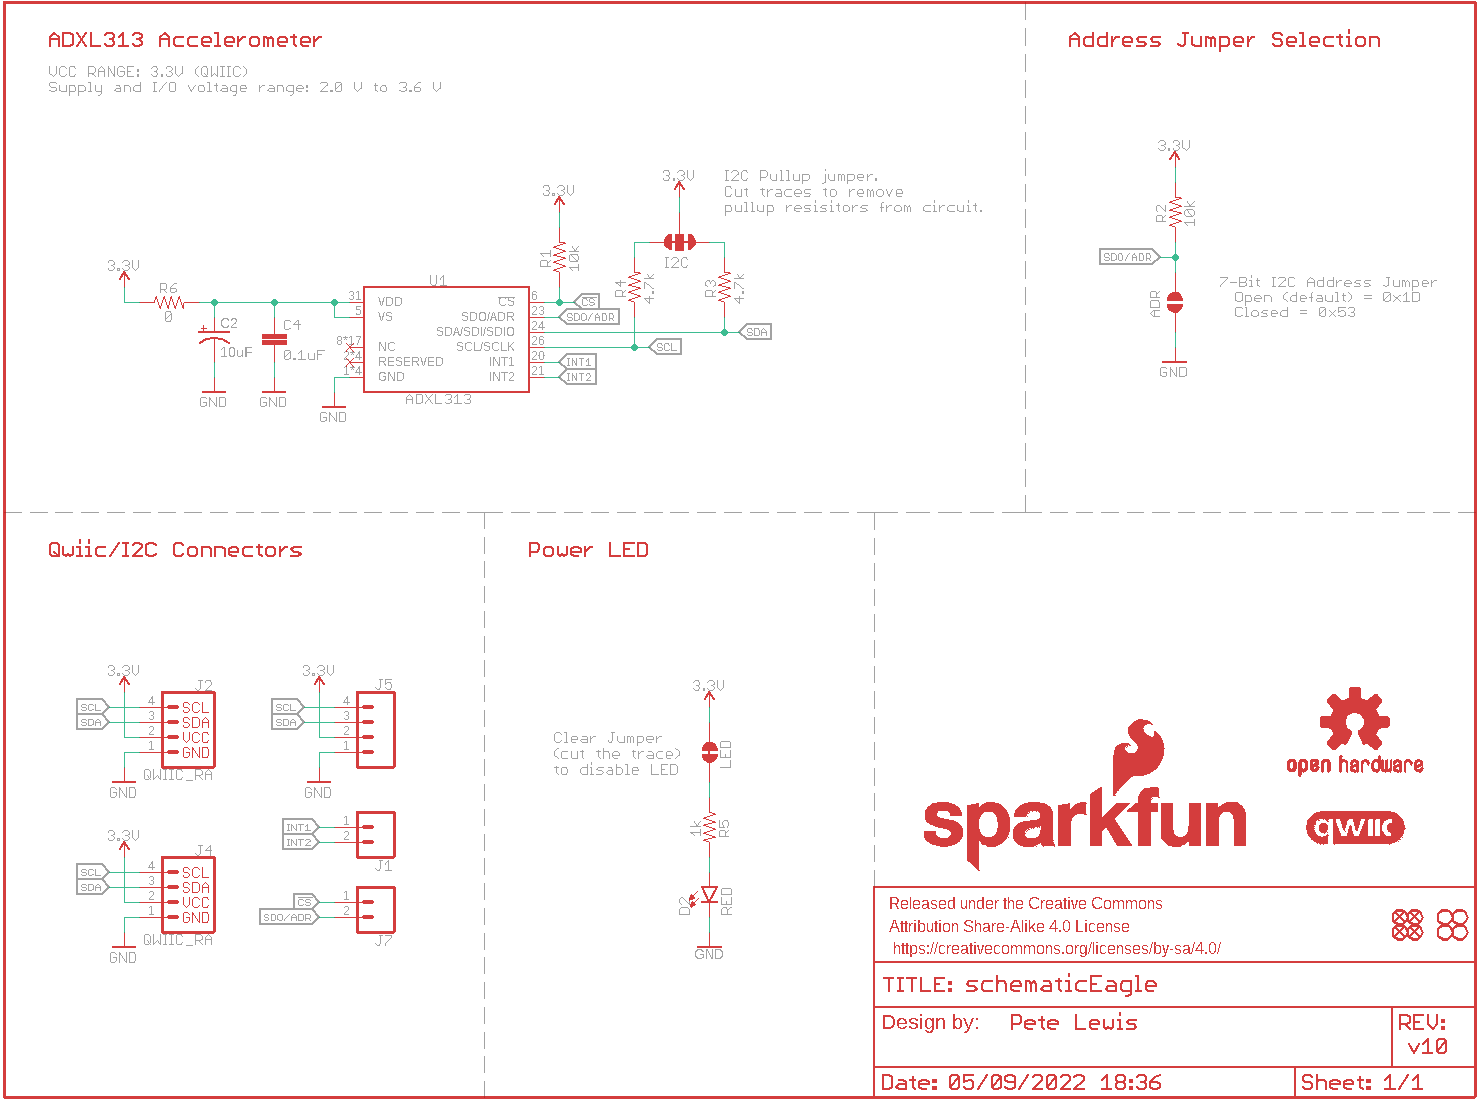 ADXL313 Accelerometer
VCC RANGE: 3.3V (QWIIC)
Supply and I/O voltage range: 2.0 V to 3.6 V
3.3V
R6
0
C2
10uF
GND
C4
0.1uF
GND
GND
U1
31 VDD
5 VS
8*17 NC
2*4 RESERVED
1*4 GND
CS 6
SDO/ADR 23
SDA/SDI/SDIO 24
SCL/SCLK 26
INT1 20
INT2 21
ADXL313
3.3V
R1
10k
CS
SDO/ADR
SDA
SCL
INT1
INT2
3.3V
I2C
R4
4.7k
R3
4.7k
I2C Pullup jumper.
Cut traces to remove
pullup resisitors from circuit.
Address Jumper Selection
3.3V
R2
10k
SDO/ADR
ADR
GND
7-Bit I2C Address Jumper
Open (default) = 0x1D
Closed = 0x53
Qwiic/I2C Connectors
3.3V
J2
SCL 4 SCL
SDA 3 SDA
2 VCC
1 GND
QWIIC_RA
GND
3.3V
J4
SCL 4 SCL
SDA 3 SDA
2 VCC
1 GND
QWIIC_RA
GND
3.3V
J5
SCL 4
SDA 3
2
1
GND
INT1 1
INT2 2
J1
CS 1
SDO/ADR 2
J7
Power LED
3.3V
Clear Jumper
(cut the trace)
to disable LED
LED
1k
R5
D2
RED
GND
sparkfun
open hardware
qwiic
Released under the Creative Commons
Attribution Share-Alike 4.0 License
https://creativecommons.org/licenses/by-sa/4.0/
TITLE: schematicEagle
Design by: Pete Lewis
REV:
v10
Date: 05/09/2022 18:36
Sheet: 1/1